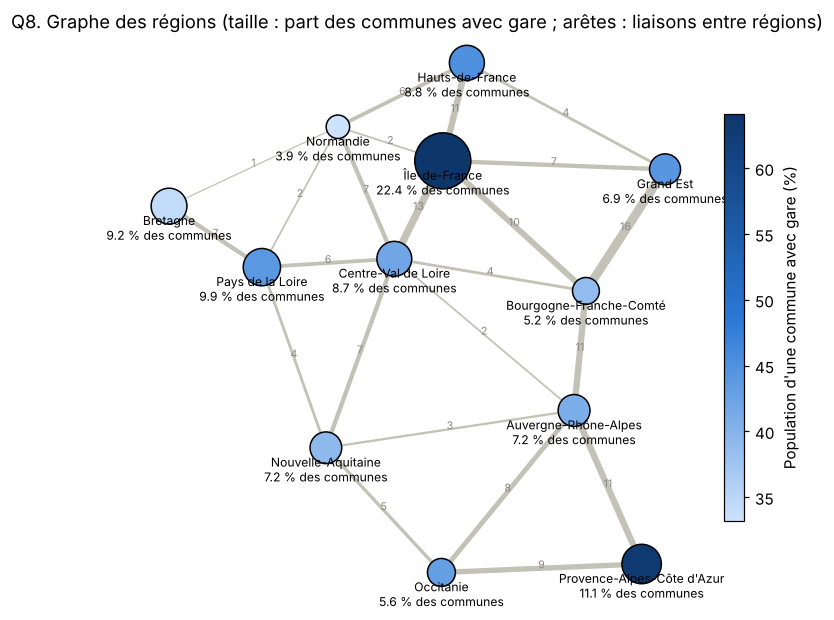 Q8. Graphe des régions (taille : part des communes avec gare ; arêtes : liaisons entre régions)
Hauts-de-France
8.8 % des communes
6
11
4
Normandie
3.9 % des communes
2
1
Île-de-France
22.4 % des communes
7
Grand Est
6.9 % des communes
2
7
13
10
16
Bretagne
9.2 % des communes
7
6
Pays de la Loire
9.9 % des communes
Centre-Val de Loire
8.7 % des communes
4
Bourgogne-Franche-Comté
5.2 % des communes
4
7
2
11
Auvergne-Rhône-Alpes
7.2 % des communes
3
Nouvelle-Aquitaine
7.2 % des communes
5
8
11
9
Occitanie
5.6 % des communes
Provence-Alpes-Côte d'Azur
11.1 % des communes
60
55
50
45
40
35
Population d'une commune avec gare (%)